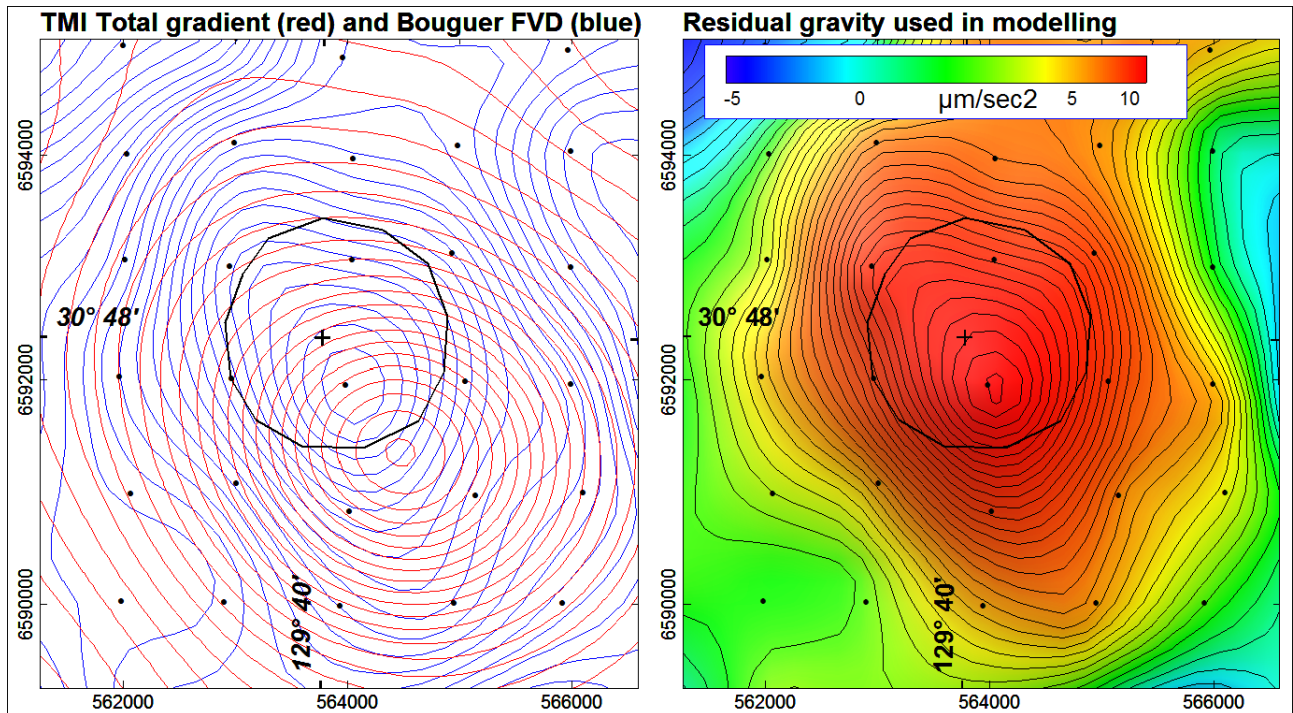 TMI Total gradient (red) and Bouguer FVD (blue)
6594000
6592000
6590000
30° 48'
129° 40'
562000 564000 566000
Residual gravity used in modelling
-5 0 µm/sec2 5 10
6594000
6592000
6590000
30° 48'
129° 40'
562000 564000 566000